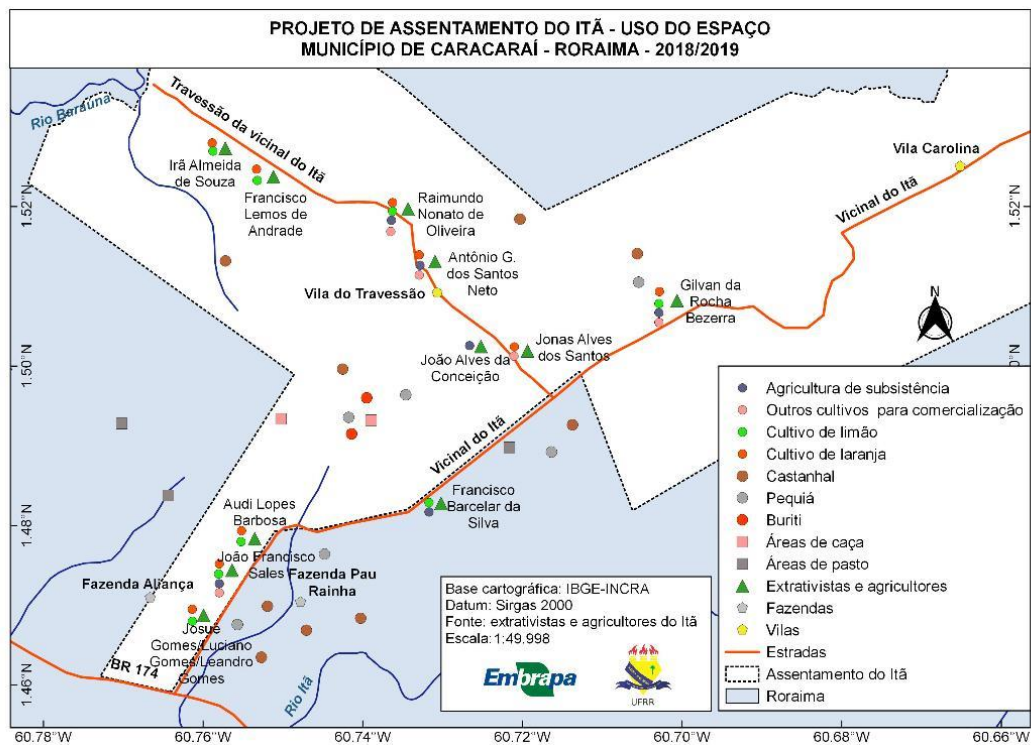 PROJETO DE ASSENTAMENTO DO ITÃ - USO DO ESPAÇO
MUNICÍPIO DE CARACARAÍ - RORAIMA - 2018/2019
Rio Barauna
Travessão da vicinal do Itã
Vila Carolina
Vicinal do Itã
Irã Almeida
de Souza
Francisco
Lemos de
Andrade
Raimundo
Nonato de
Oliveira
1.52°N
1.52°N
Antônio G.
dos Santos
Neto
Vila do Travessão
Gilvan da
Rocha
Bezerra
N
Jonas Alves
dos Santos
João Alves da
Conceição
1.50°N
0°N
Vicinal do Itã
Francisco
Barcelar da
Silva
1.48°N
Audi Lopes
Barbosa
João Francisco
Sales
Fazenda Pau
Rainha
Fazenda Aliança
Josué
Gomes/Luciano
Gomes/Leandro
Gomes
BR 174
1.46°N
Rio Itã
Base cartográfica: IBGE-INCRA
Datum: Sirgas 2000
Fonte: extrativistas e agricultores do Itã
Escala: 1:49.998
Embrapa
UFRR
Agricultura de subsistência
Outros cultivos para comercialização
Cultivo de limão
Cultivo de laranja
Castanhal
Pequiá
Buriti
Áreas de caça
Áreas de pasto
Extrativistas e agricultores
Fazendas
Vilas
Estradas
Assentamento do Itã
Roraima
60.78°W
60.76°W
60.74°W
60.72°W
60.70°W
60.68°W
60.66°W